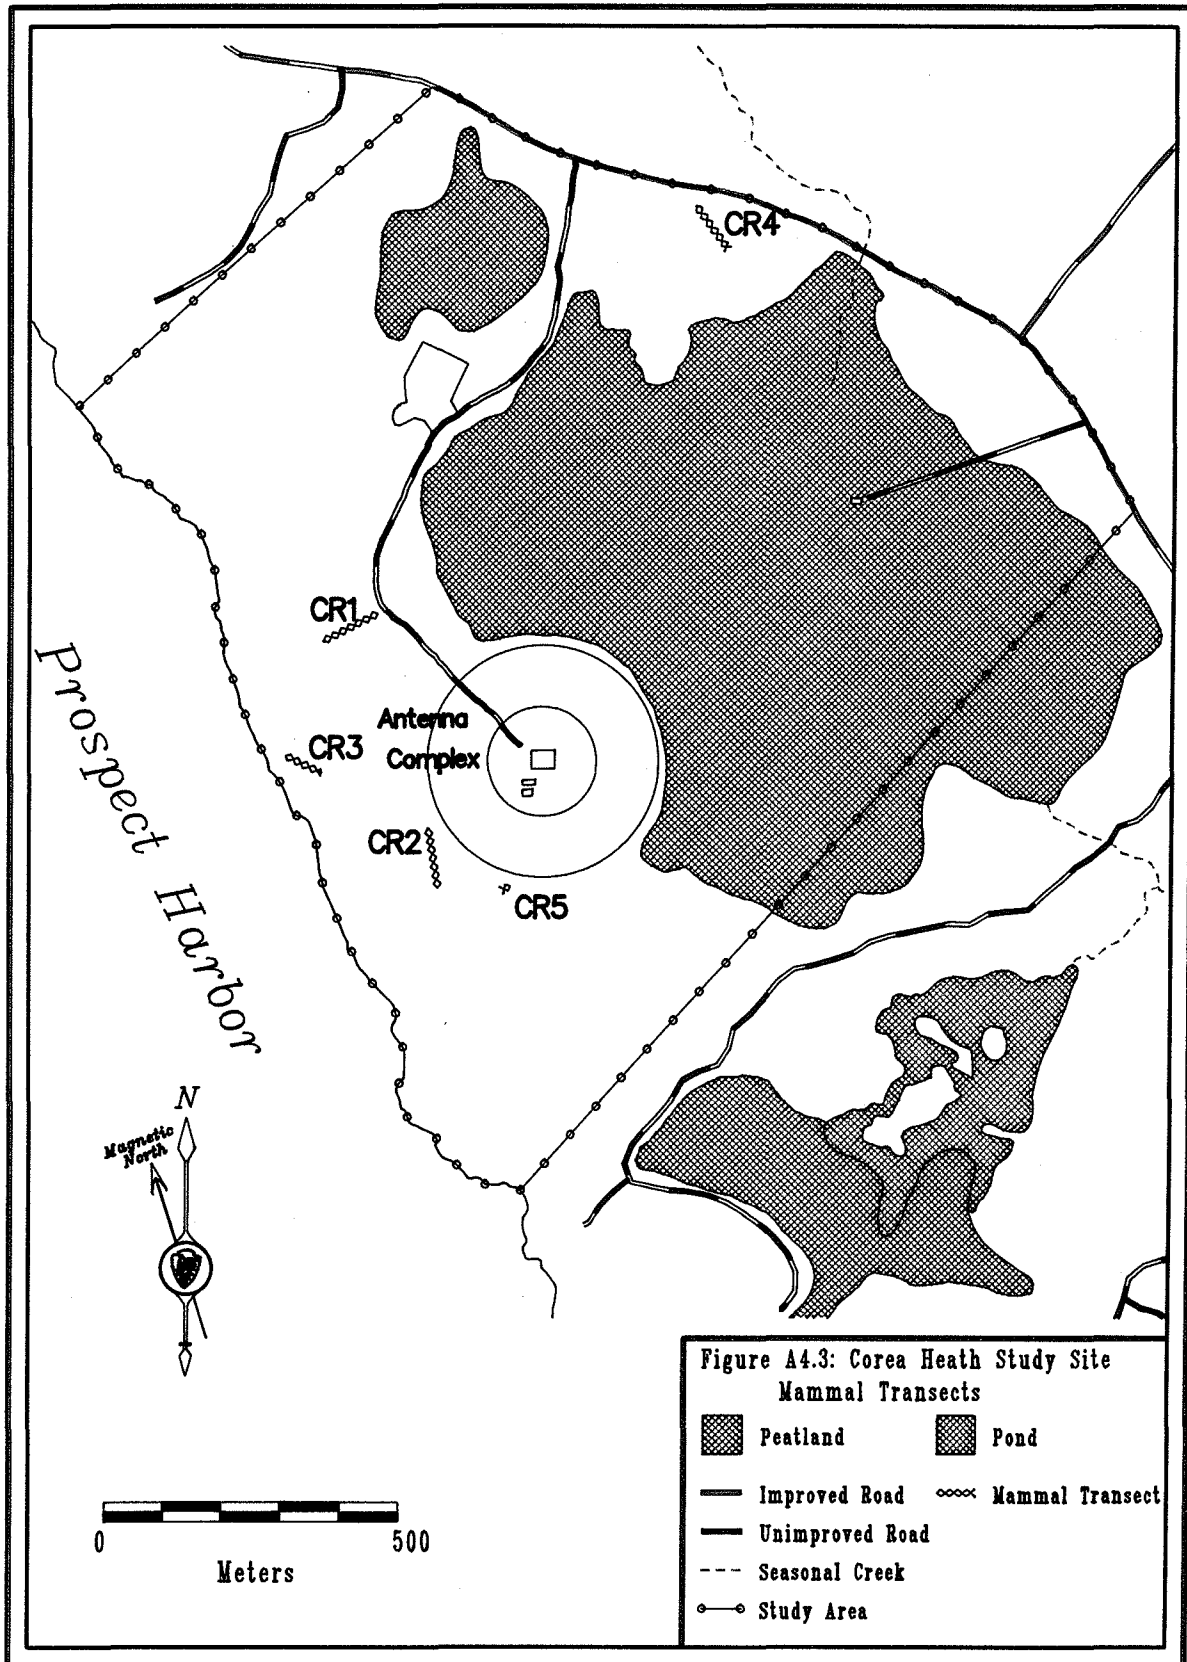 CR4
CR1
Prospect Harbor
Antenna
Complex
CR3
CR2
CR5
N
Magnetic
North
0 500
Meters
Figure A4.3: Corea Heath Study Site
Mammal Transects
Peatland Pond
Improved Road Mammal Transect
Unimproved Road
Seasonal Creek
Study Area